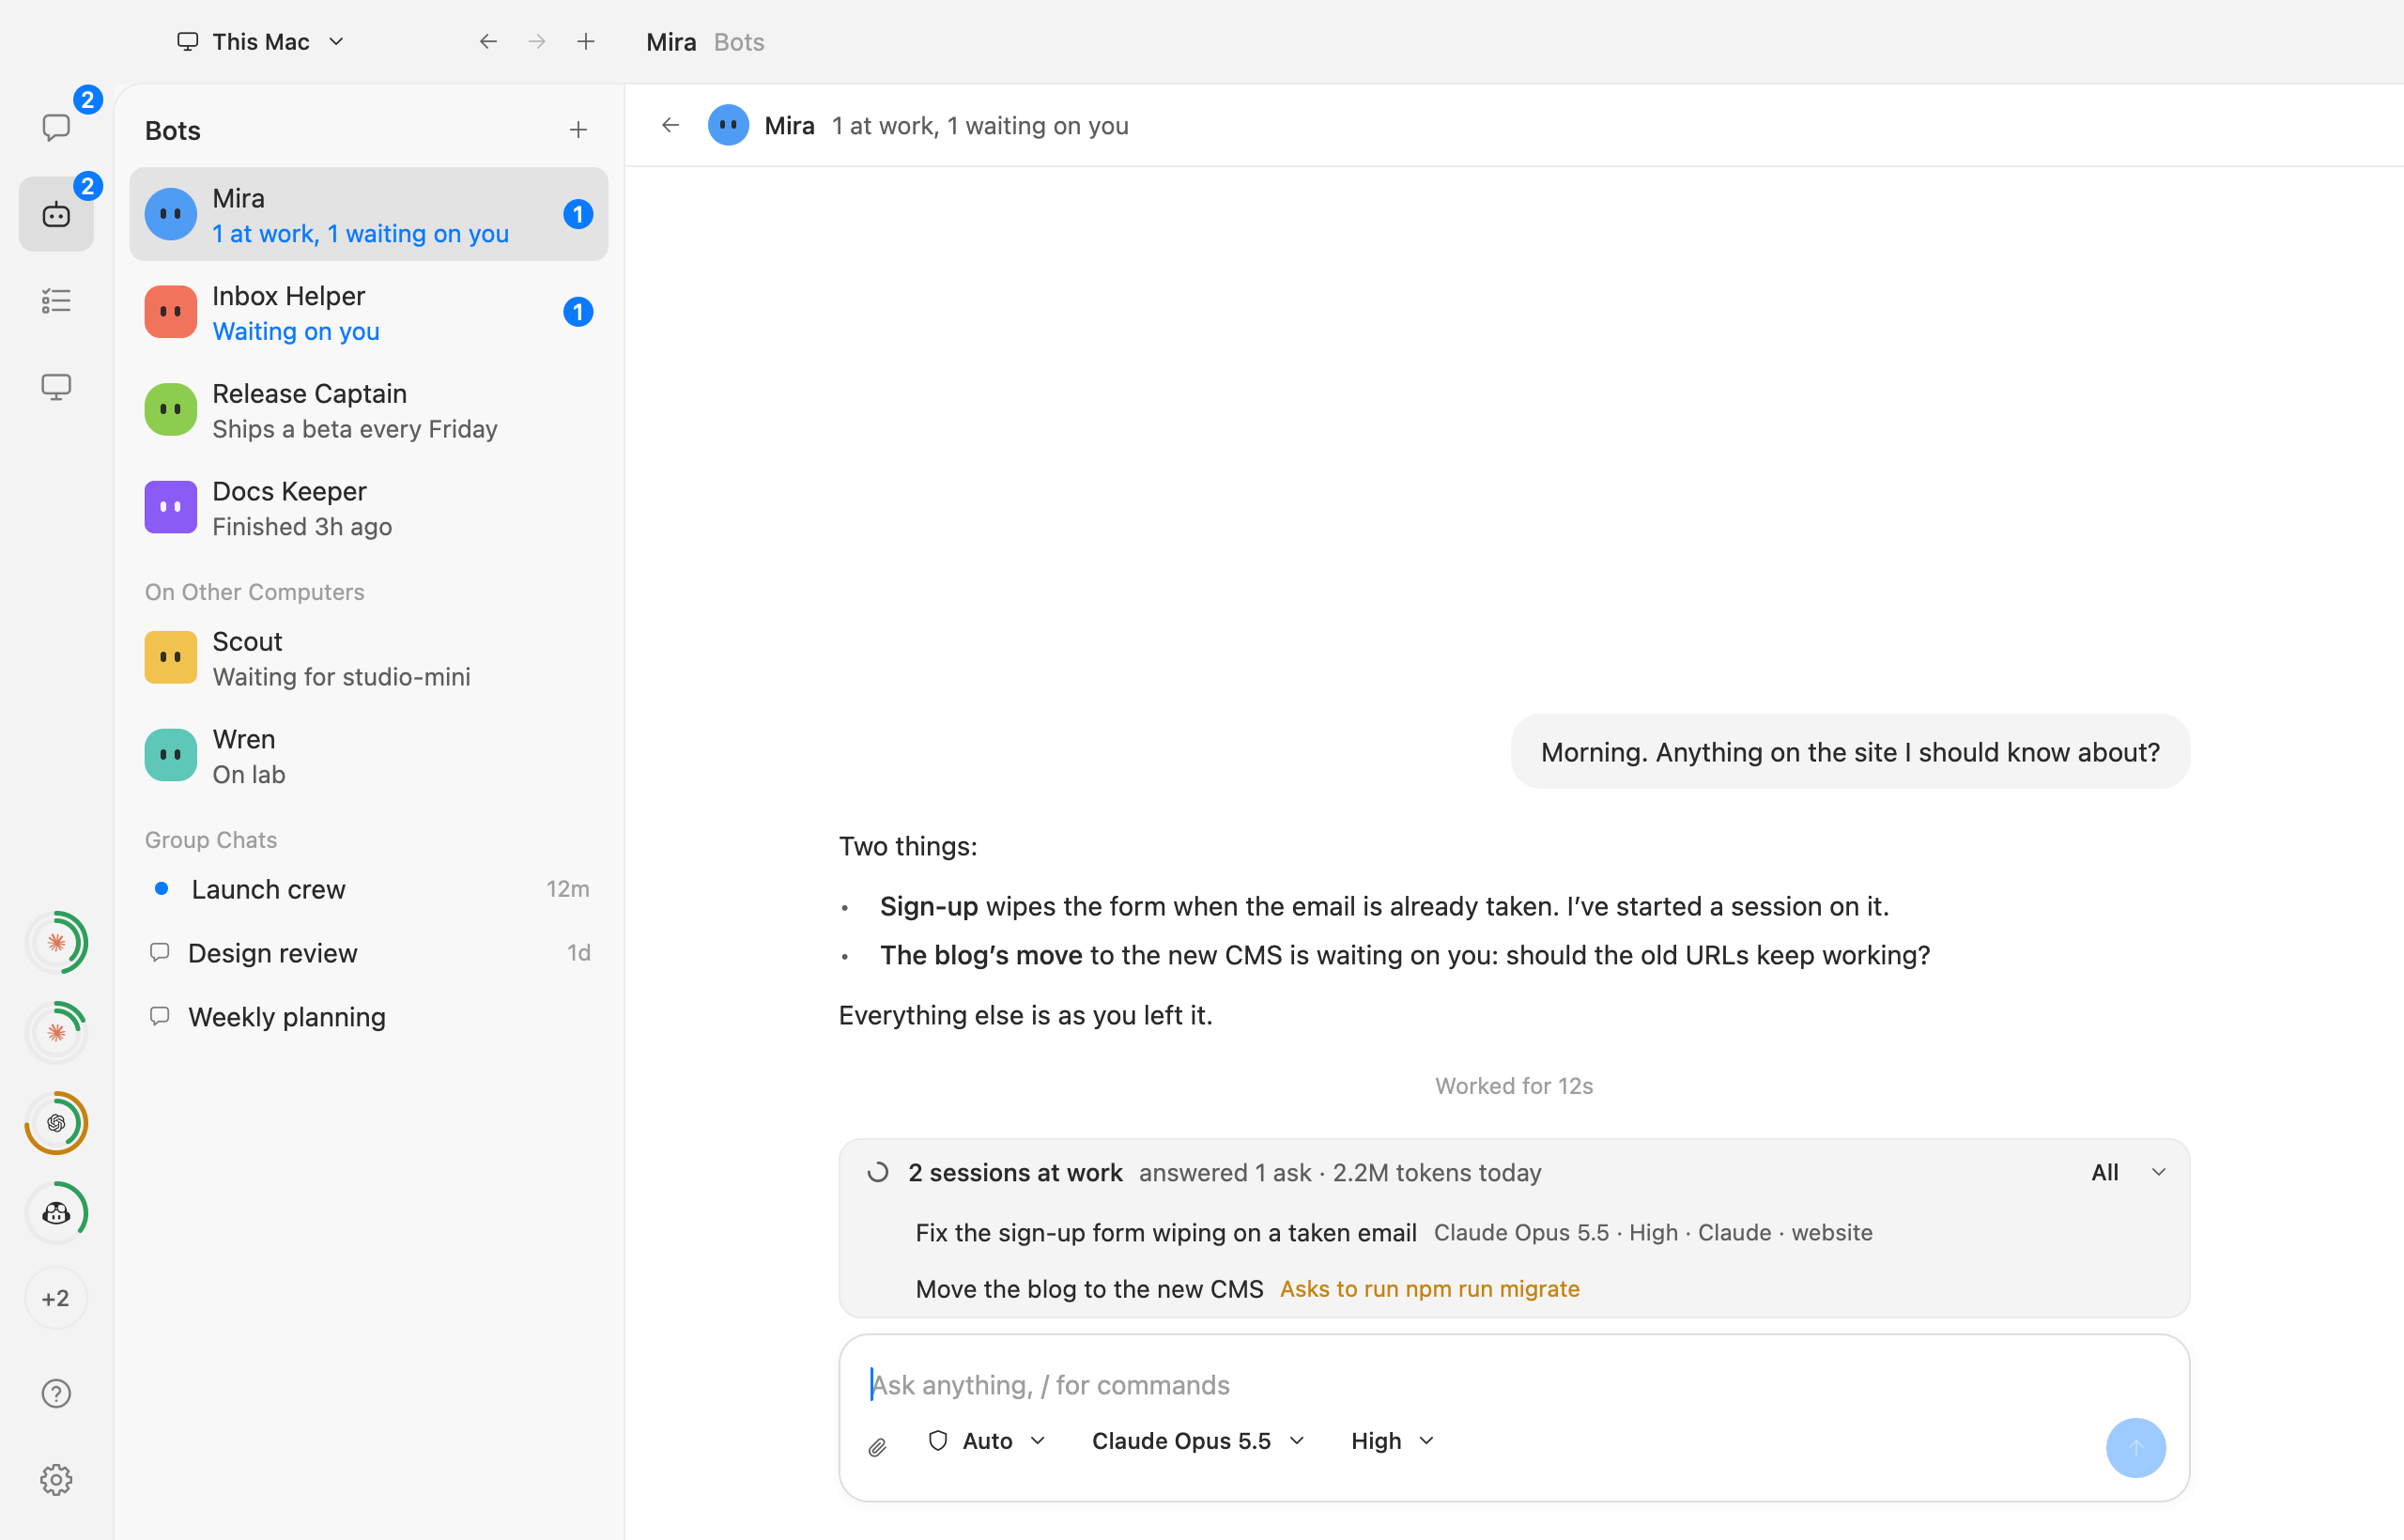 This Mac
Mira Bots
2
2
Bots
Mira
1 at work, 1 waiting on you
1
Inbox Helper
Waiting on you
1
Release Captain
Ships a beta every Friday
Docs Keeper
Finished 3h ago
On Other Computers
Scout
Waiting for studio-mini
Wren
On lab
Group Chats
Launch crew 12m
Design review 1d
Weekly planning
+2
Mira 1 at work, 1 waiting on you
Morning. Anything on the site I should know about?
Two things:
• Sign-up wipes the form when the email is already taken. I’ve started a session on it.
• The blog’s move to the new CMS is waiting on you: should the old URLs keep working?
Everything else is as you left it.
Worked for 12s
2 sessions at work answered 1 ask · 2.2M tokens today All
Fix the sign-up form wiping on a taken email Claude Opus 5.5 · High · Claude · website
Move the blog to the new CMS Asks to run npm run migrate
Ask anything, / for commands
Auto Claude Opus 5.5 High